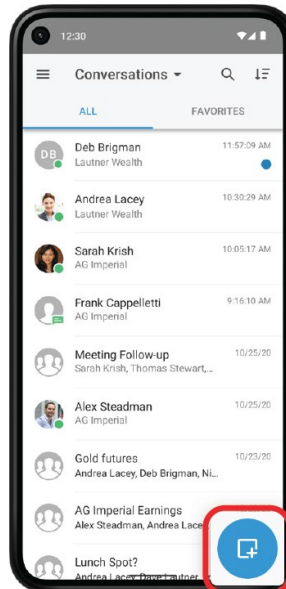 12:30
Conversations
ALL FAVORITES
DB Deb Brigman 11:57:09 AM
Lautner Wealth
Andrea Lacey 10:30:29 AM
Lautner Wealth
Sarah Krish 10:05:17 AM
AG Imperial
Frank Cappelletti 9:16:10 AM
AG Imperial
Meeting Follow-up 10/25/20
Sarah Krish, Thomas Stewart,...
Alex Steadman 10/25/20
AG Imperial
Gold futures 10/23/20
Andrea Lacey, Deb Brigman, Ni...
AG Imperial Earnings
Alex Steadman, Andrea Lace
Lunch Spot?
Andrea Lacey, Dave Lautner,